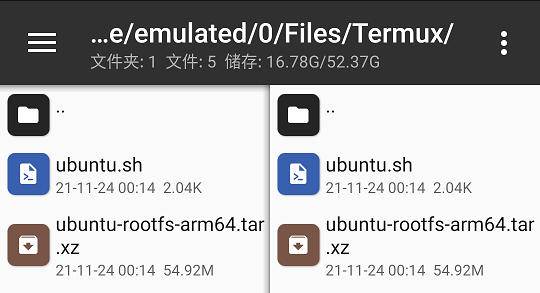 ...e/emulated/0/Files/Termux/
文件夹: 1 文件: 5 储存: 16.78G/52.37G
..
ubuntu.sh
21-11-24 00:14 2.04K
ubuntu-rootfs-arm64.tar
.xz
21-11-24 00:14 54.92M
..
ubuntu.sh
21-11-24 00:14 2.04K
ubuntu-rootfs-arm64.tar
.xz
21-11-24 00:14 54.92M